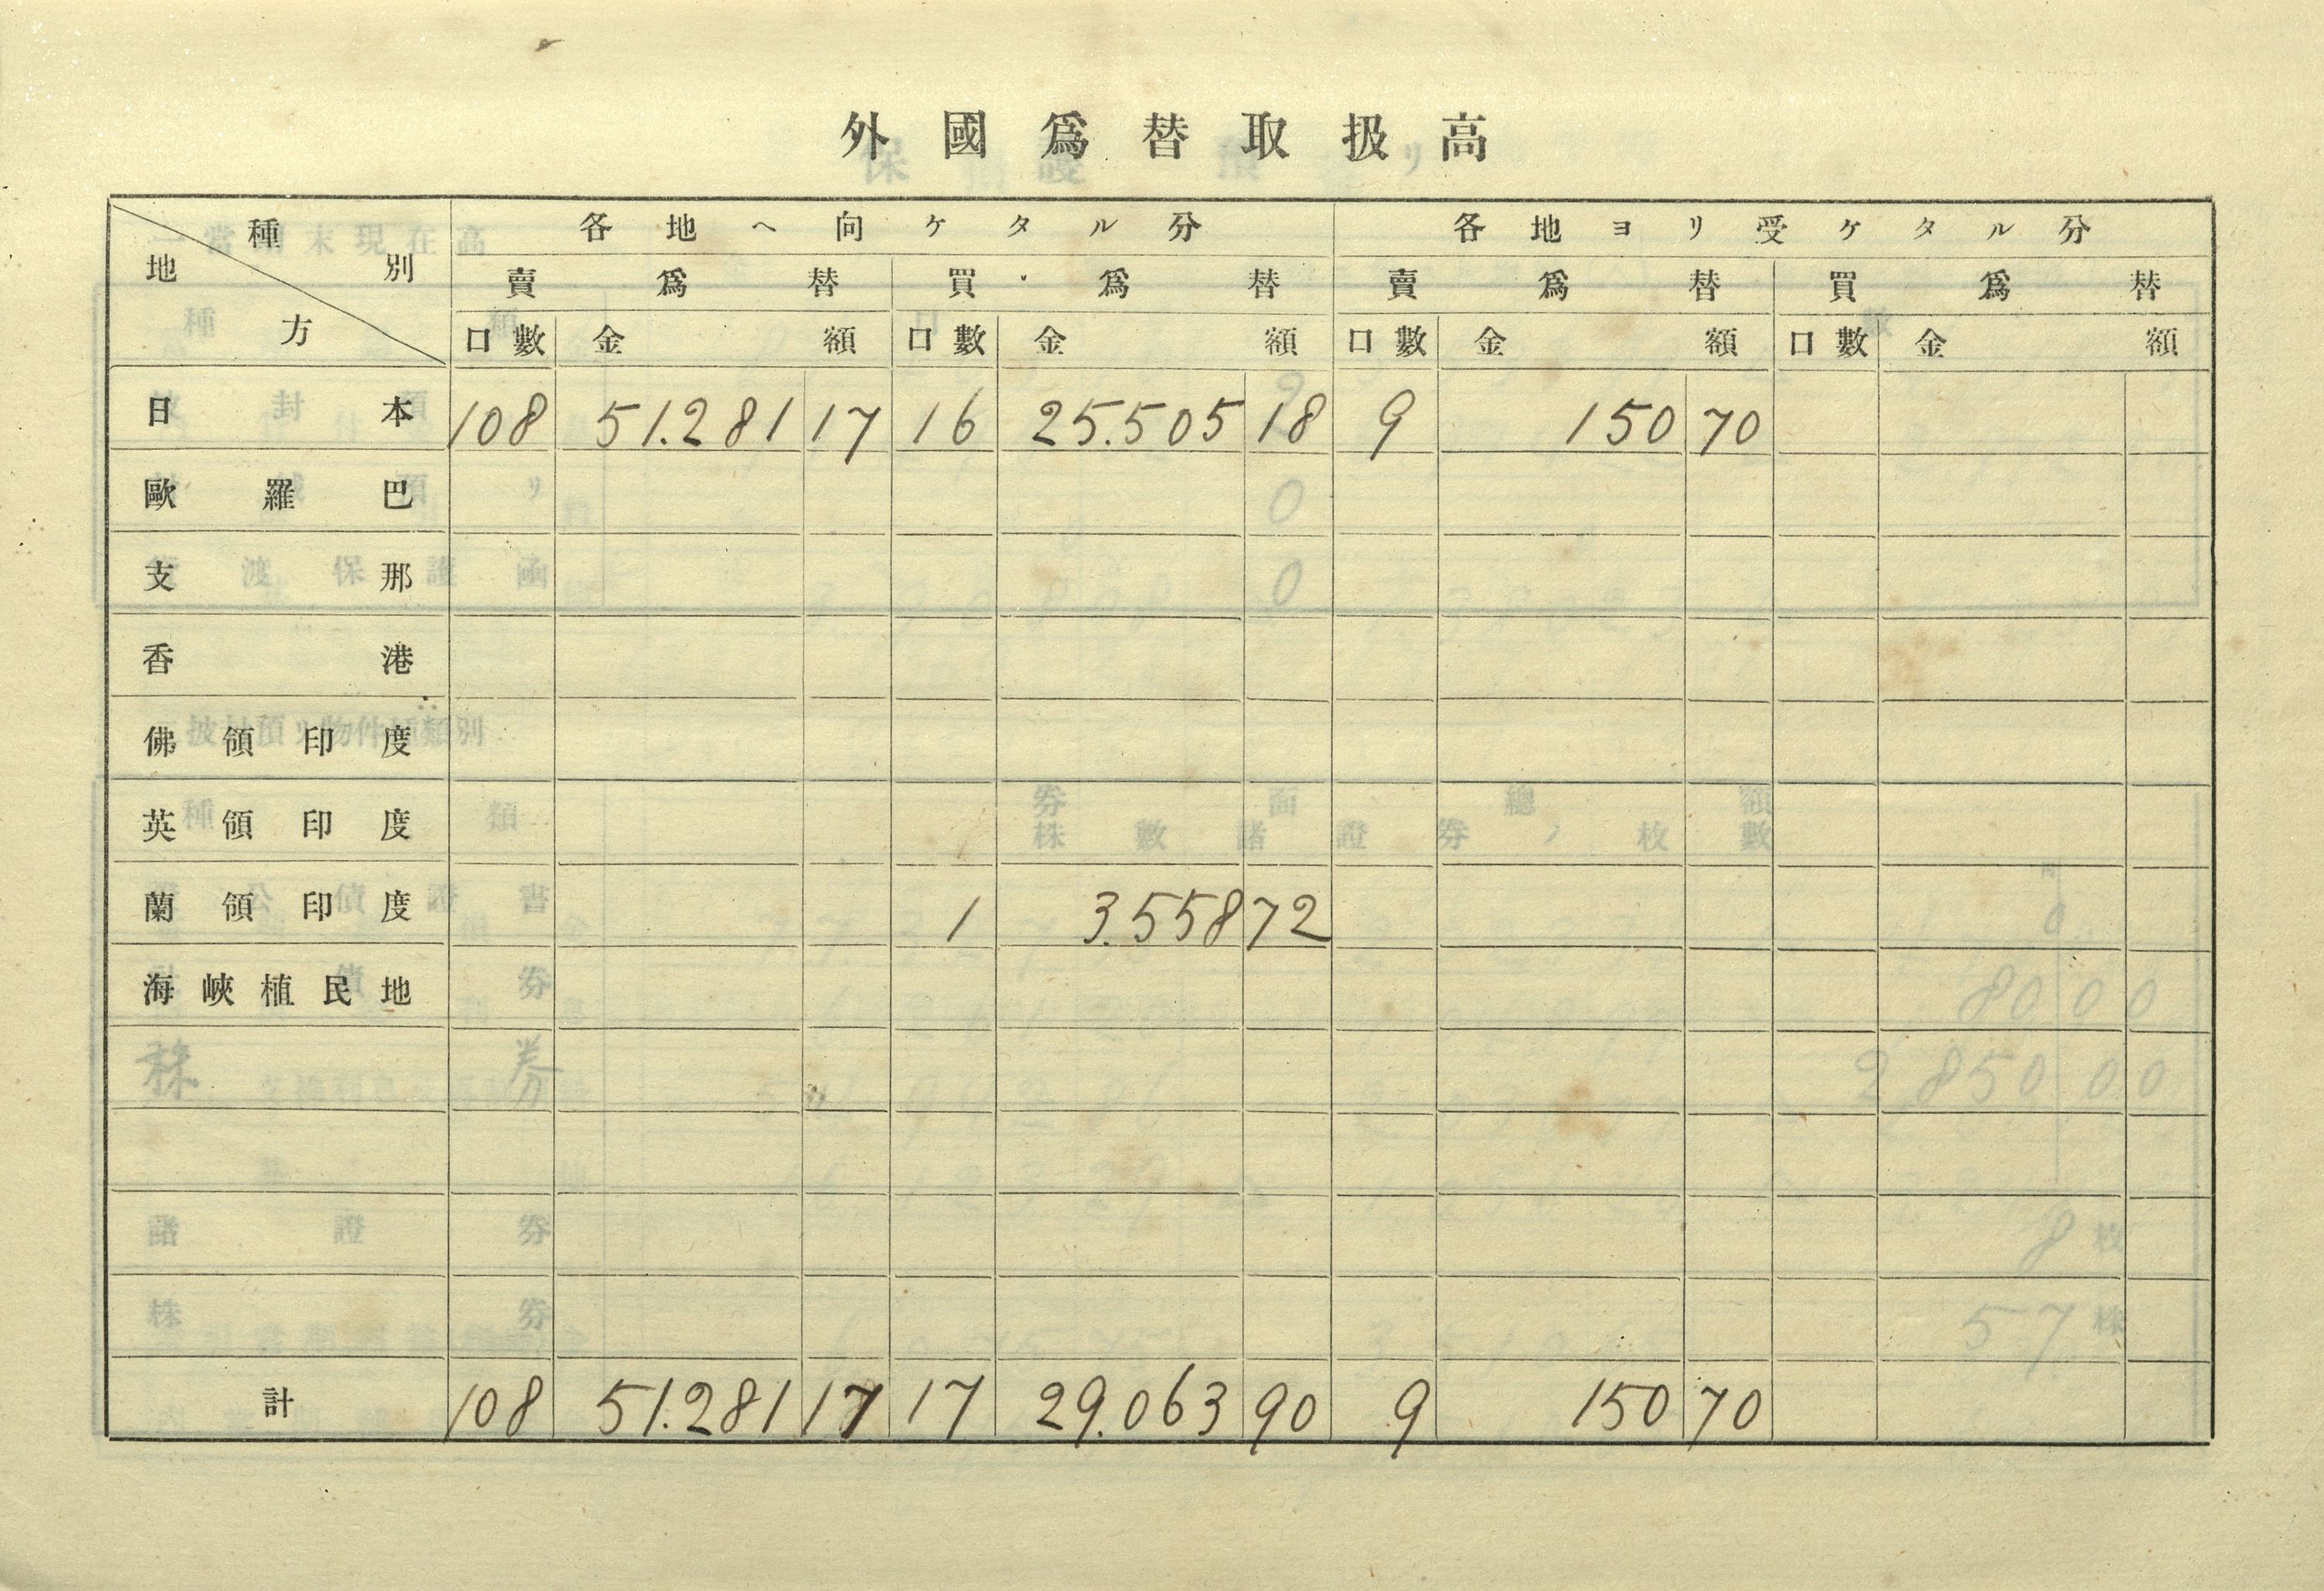 外國爲替取扱高
種別 地方 各地ヘ向ケタル分 各地ヨリ受ケタル分
賣爲替 買爲替 賣爲替 買爲替
口數 金額 口數 金額 口數 金額 口數 金額
日本 108 51.281 17 16 25.505 18 9 150 70
歐羅巴
支那
香港
佛領印度
英領印度
蘭領印度 1 3.558 72
海峽植民地
計 108 51.281 17 17 29.063 90 9 150 70